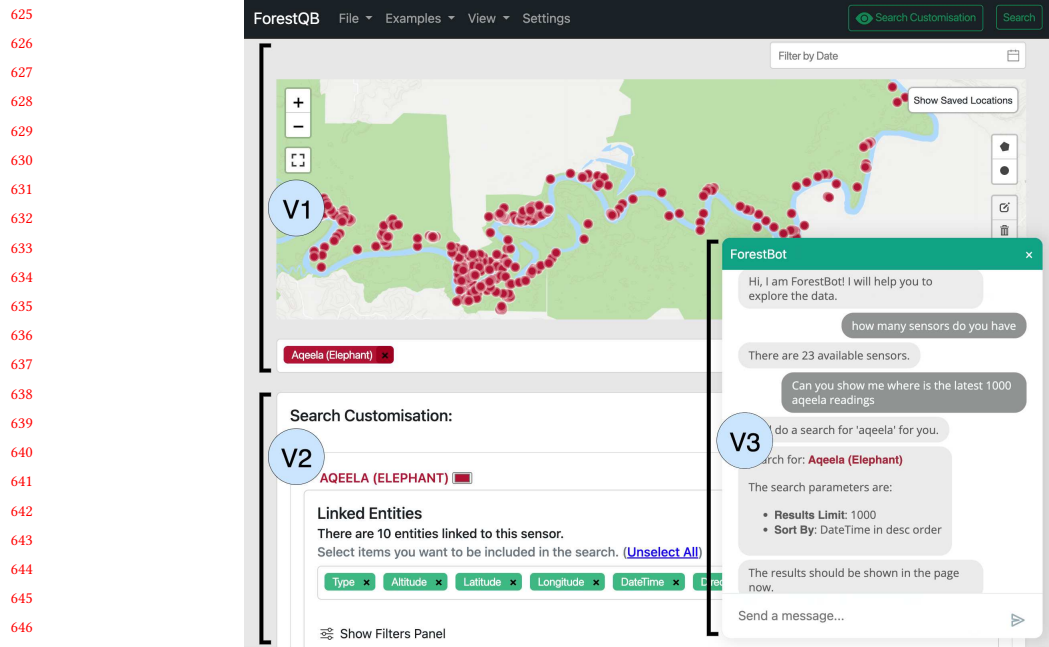 625
626
627
628
629
630
631
632
633
634
635
636
637
638
639
640
641
642
643
644
645
646
ForestQB File Examples View Settings Search Customisation Search
Filter by Date
+
−
Show Saved Locations
V1
Aqeela (Elephant) ×
Search Customisation:
V2
AQEELA (ELEPHANT)
Linked Entities
There are 10 entities linked to this sensor.
Select items you want to be included in the search. (Unselect All)
Type × Altitude × Latitude × Longitude × DateTime ×
Show Filters Panel
ForestBot ×
Hi, I am ForestBot! I will help you to
explore the data.
how many sensors do you have
There are 23 available sensors.
Can you show me where is the latest 1000
aqeela readings
V3
do a search for 'aqeela' for you.
for: Aqeela (Elephant)
The search parameters are:
• Results Limit: 1000
• Sort By: DateTime in desc order
The results should be shown in the page
now.
Send a message...